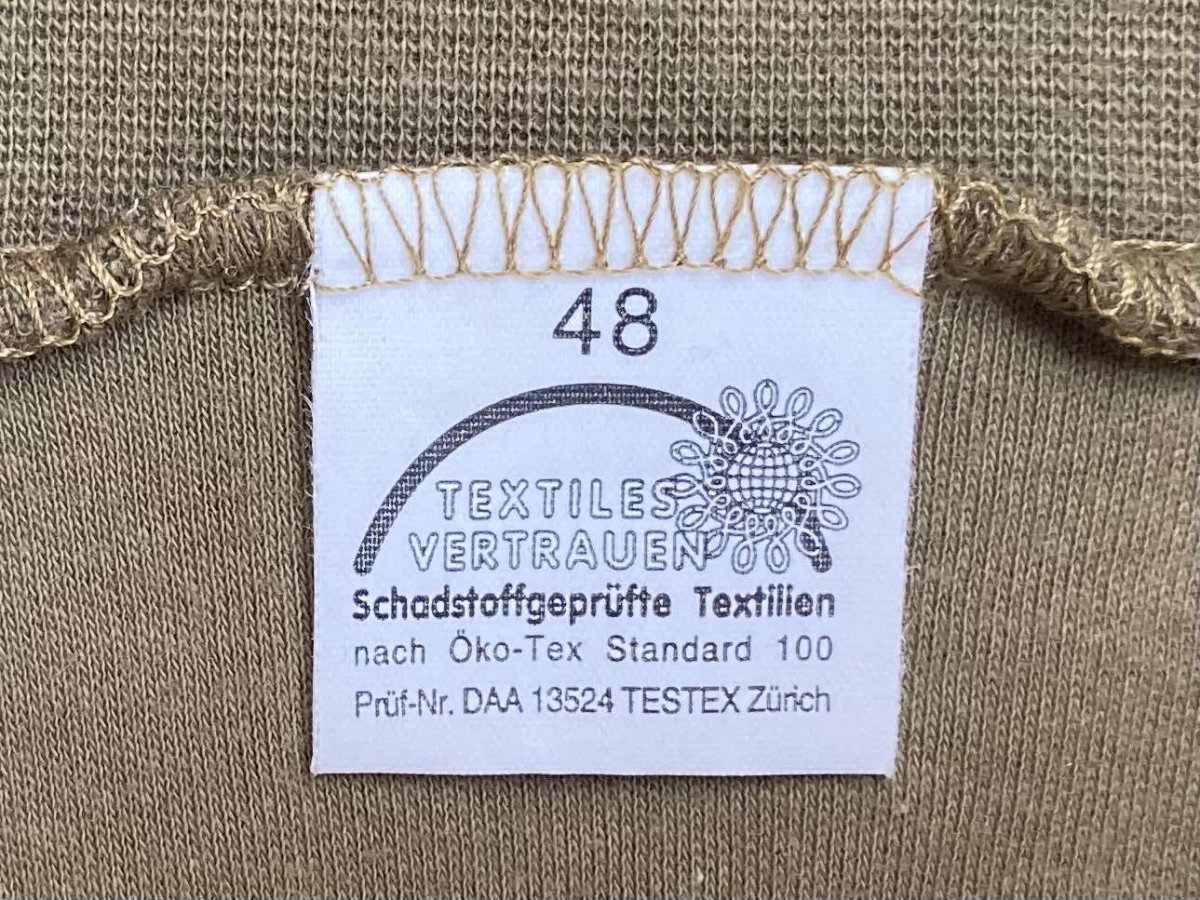 48
TEXTILES
VERTRAUEN
Schadstoffgeprüfte Textilien
nach Öko-Tex Standard 100
Prüf-Nr. DAA 13524 TESTEX Zürich